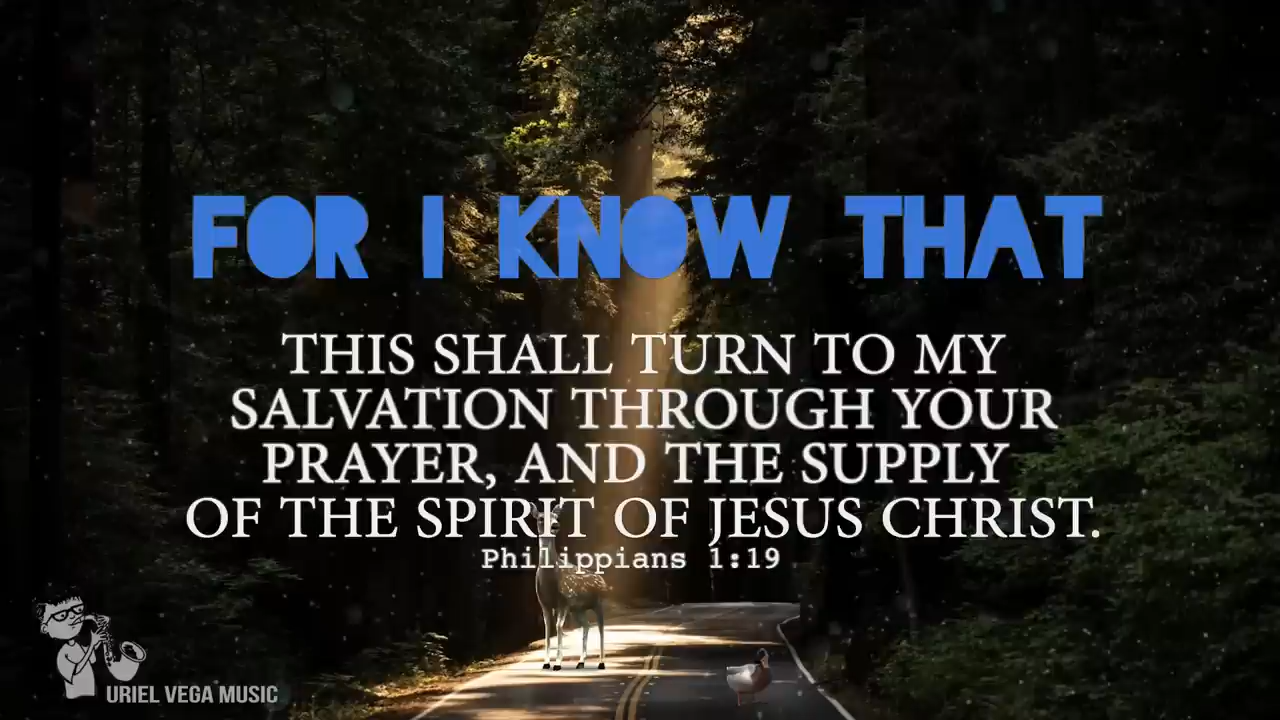 FOR I KNOW THAT
THIS SHALL TURN TO MY
SALVATION THROUGH YOUR
PRAYER, AND THE SUPPLY
OF THE SPIRIT OF JESUS CHRIST.
Philippians 1:19
URIEL VEGA MUSIC